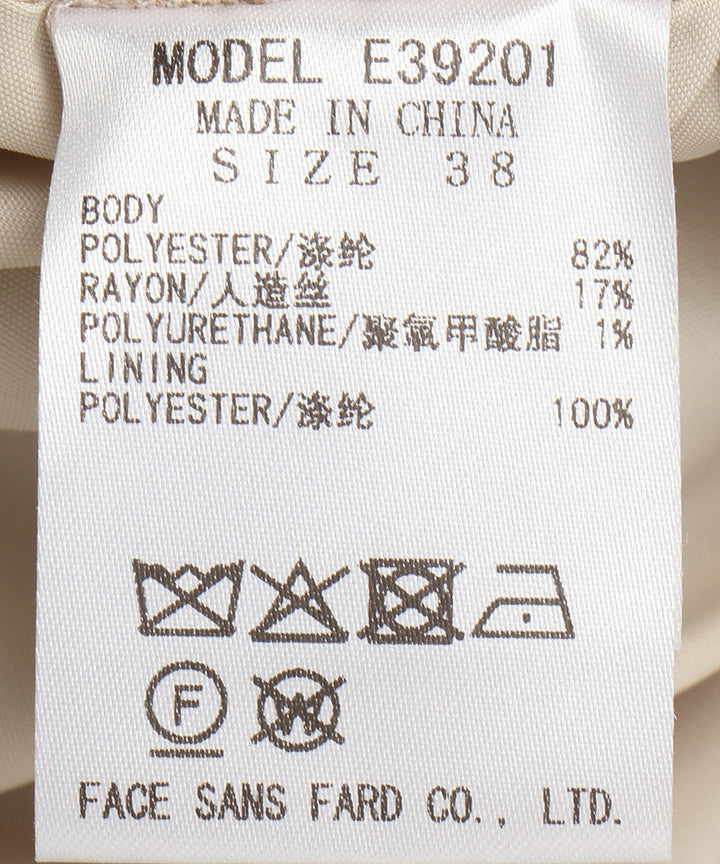 MODEL E39201
MADE IN CHINA
SIZE 38
BODY
POLYESTER/涤纶 82%
RAYON/人造丝 17%
POLYURETHANE/聚氨甲酸脂 1%
LINING
POLYESTER/涤纶 100%
F W
FACE SANS FARD CO., LTD.